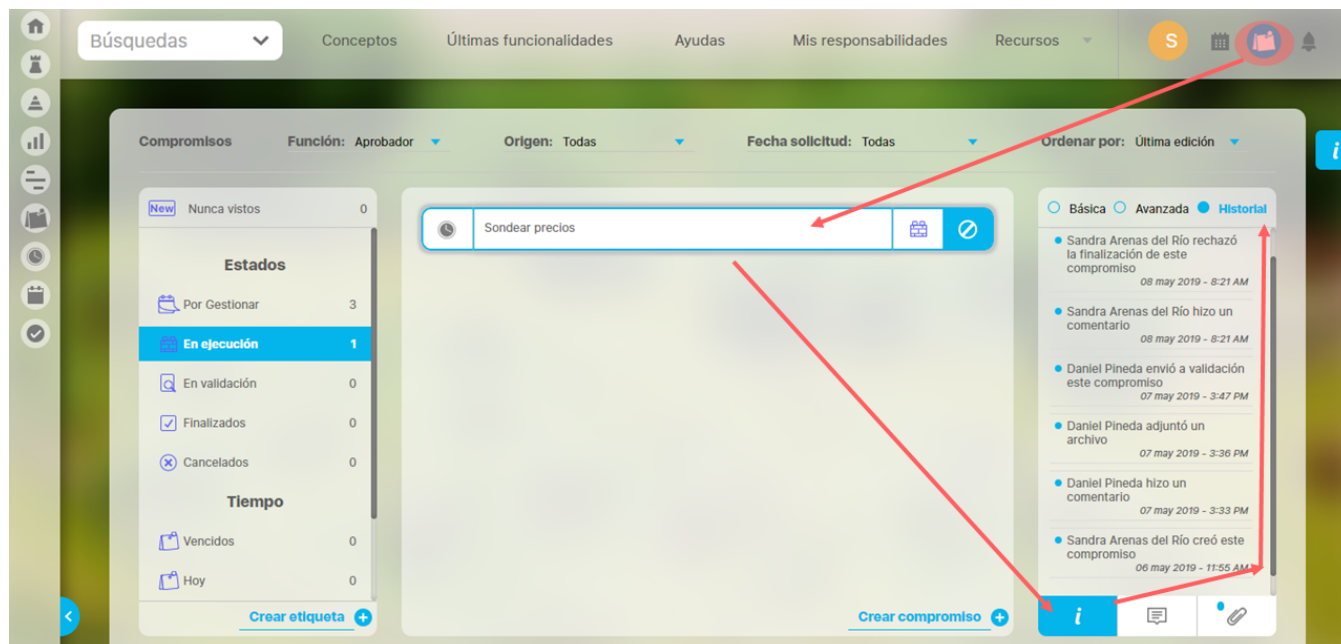 Búsquedas
Conceptos
Últimas funcionalidades
Ayudas
Mis responsabilidades
Recursos
S
Compromisos
Función: Aprobador
Origen: Todas
Fecha solicitud: Todas
Ordenar por: Última edición
i
New Nunca vistos 0
Estados
Por Gestionar 3
En ejecución 1
En validación 0
Finalizados 0
Cancelados 0
Tiempo
Vencidos 0
Hoy 0
Crear etiqueta +
Sondear precios
Crear compromiso +
Básica Avanzada Historial
Sandra Arenas del Río rechazó
la finalización de este
compromiso
08 may 2019 - 8:21 AM
Sandra Arenas del Río hizo un
comentario
08 may 2019 - 8:21 AM
Daniel Pineda envió a validación
este compromiso
07 may 2019 - 3:47 PM
Daniel Pineda adjuntó un
archivo
07 may 2019 - 3:36 PM
Daniel Pineda hizo un
comentario
07 may 2019 - 3:33 PM
Sandra Arenas del Río creó este
compromiso
06 may 2019 - 11:55 AM
i